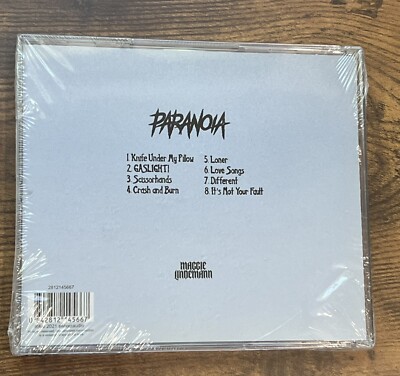 PARANOIA
1. Knife Under My Pillow
2. GASLIGHT!
3. Scissorhands
4. Crash and Burn
5. Loner
6. Love Songs
7. Different
8. It's Not Your Fault
MAGGIE
LINDEMANN
2812145667